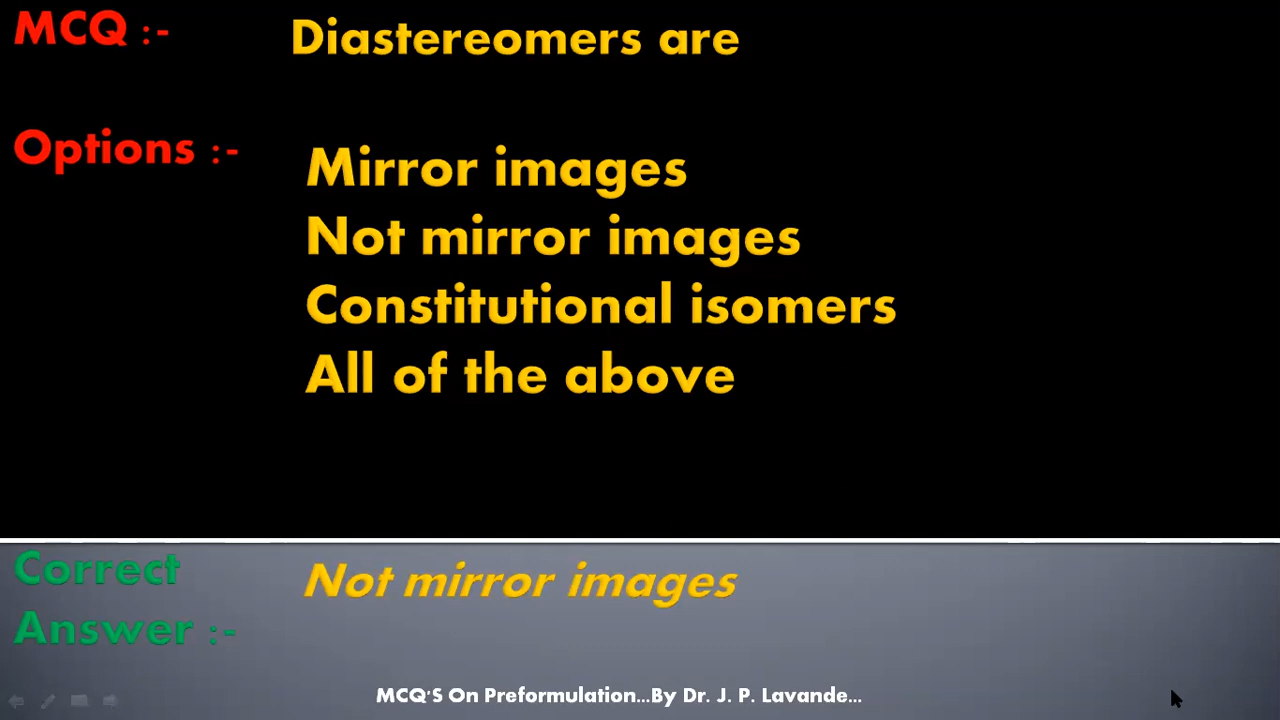 MCQ :-
Diastereomers are
Options :-
Mirror images
Not mirror images
Constitutional isomers
All of the above
Correct
Answer :-
Not mirror images
MCQ'S On Preformulation...By Dr. J. P. Lavande...